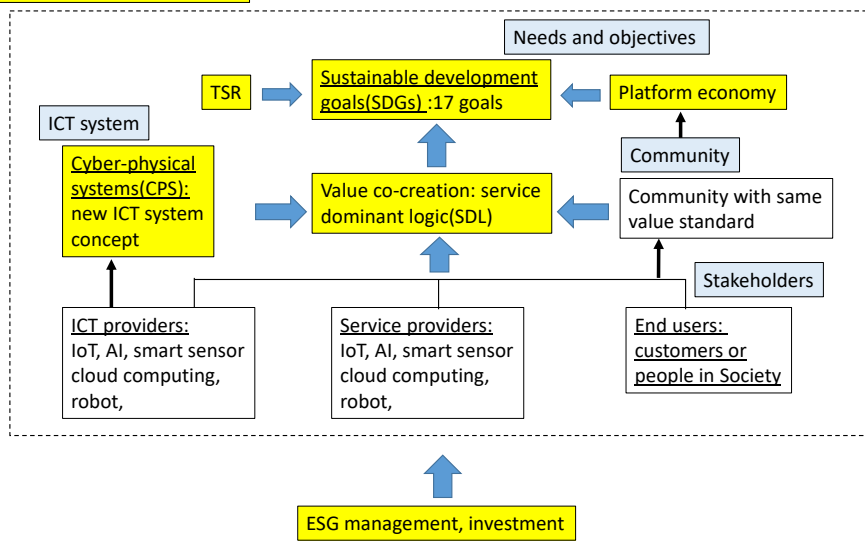 Needs and objectives
TSR
Sustainable development
goals(SDGs) :17 goals
Platform economy
ICT system
Cyber-physical
systems(CPS):
new ICT system
concept
Value co-creation: service
dominant logic(SDL)
Community
Community with same
value standard
Stakeholders
ICT providers:
IoT, AI, smart sensor
cloud computing,
robot,
Service providers:
IoT, AI, smart sensor
cloud computing,
robot,
End users:
customers or
people in Society
ESG management, investment